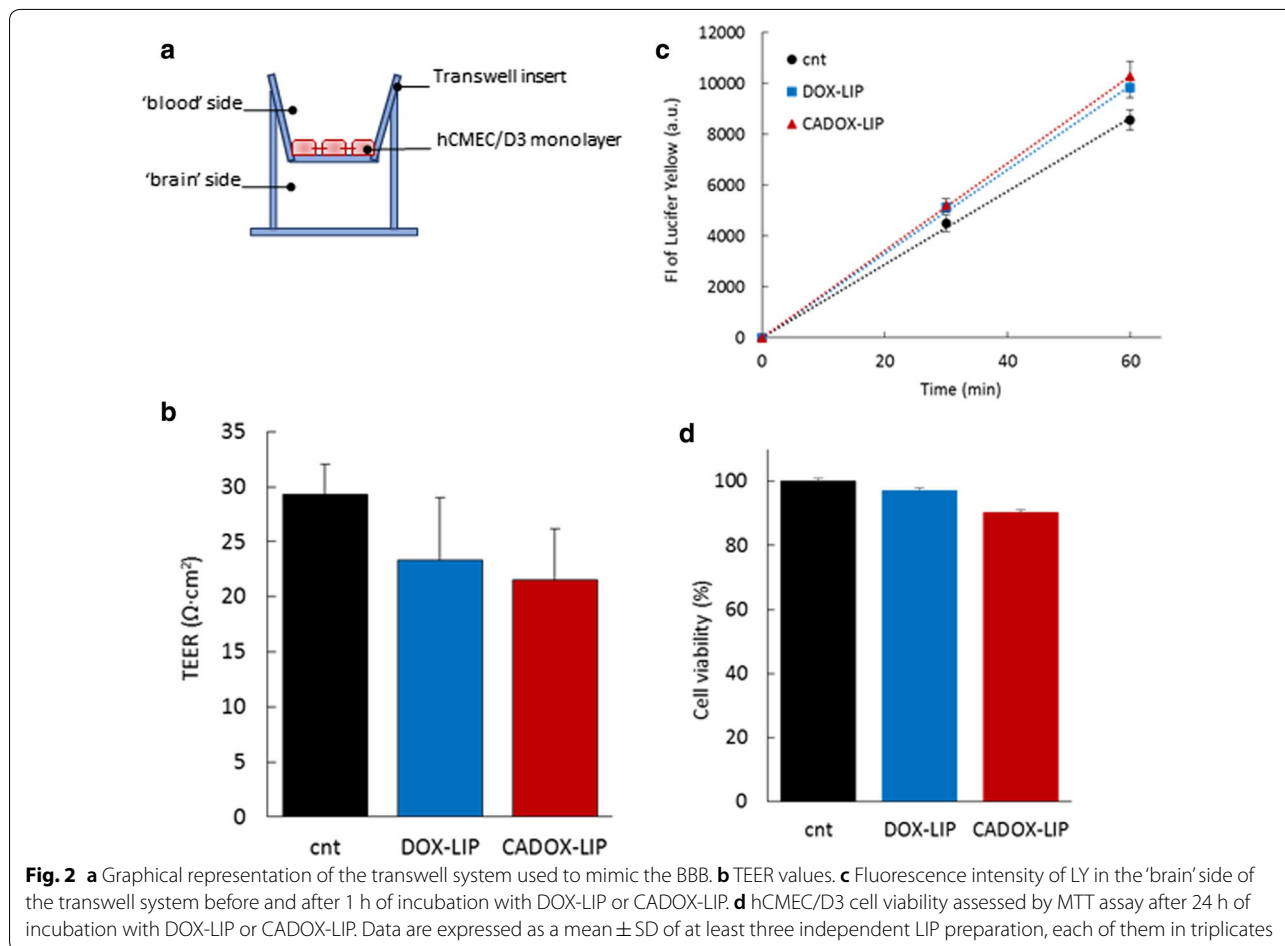 a
Transwell insert
'blood' side
hCMEC/D3 monolayer
'brain' side
c
12000
10000
8000
6000
4000
2000
0
FI of Lucifer Yellow (a.u.)
cnt
DOX-LIP
CADOX-LIP
0
20
40
60
Time (min)
b
35
30
25
20
15
10
5
0
TEER (Ω·cm²)
cnt
DOX-LIP
CADOX-LIP
d
100
80
60
40
20
0
Cell viability (%)
cnt
DOX-LIP
CADOX-LIP
Fig. 2 a Graphical representation of the transwell system used to mimic the BBB. b TEER values. c Fluorescence intensity of LY in the 'brain' side of
the transwell system before and after 1 h of incubation with DOX-LIP or CADOX-LIP. d hCMEC/D3 cell viability assessed by MTT assay after 24 h of
incubation with DOX-LIP or CADOX-LIP. Data are expressed as a mean ± SD of at least three independent LIP preparation, each of them in triplicates